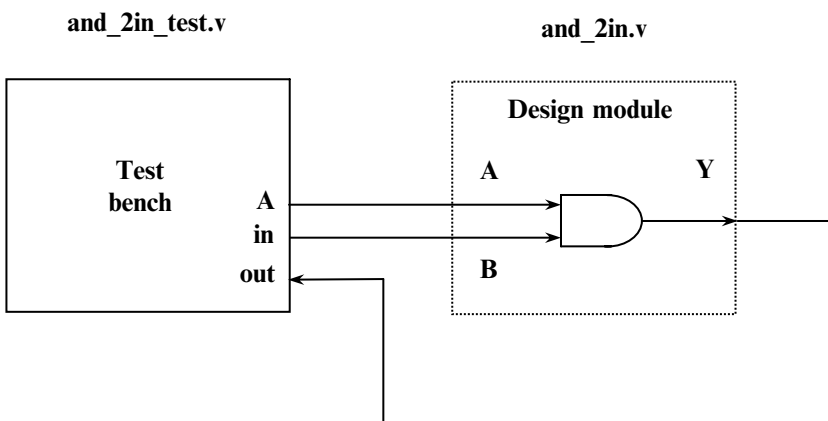 and_2in_test.v
and_2in.v
Design module
Test
bench
A
in
out
A
B
Y